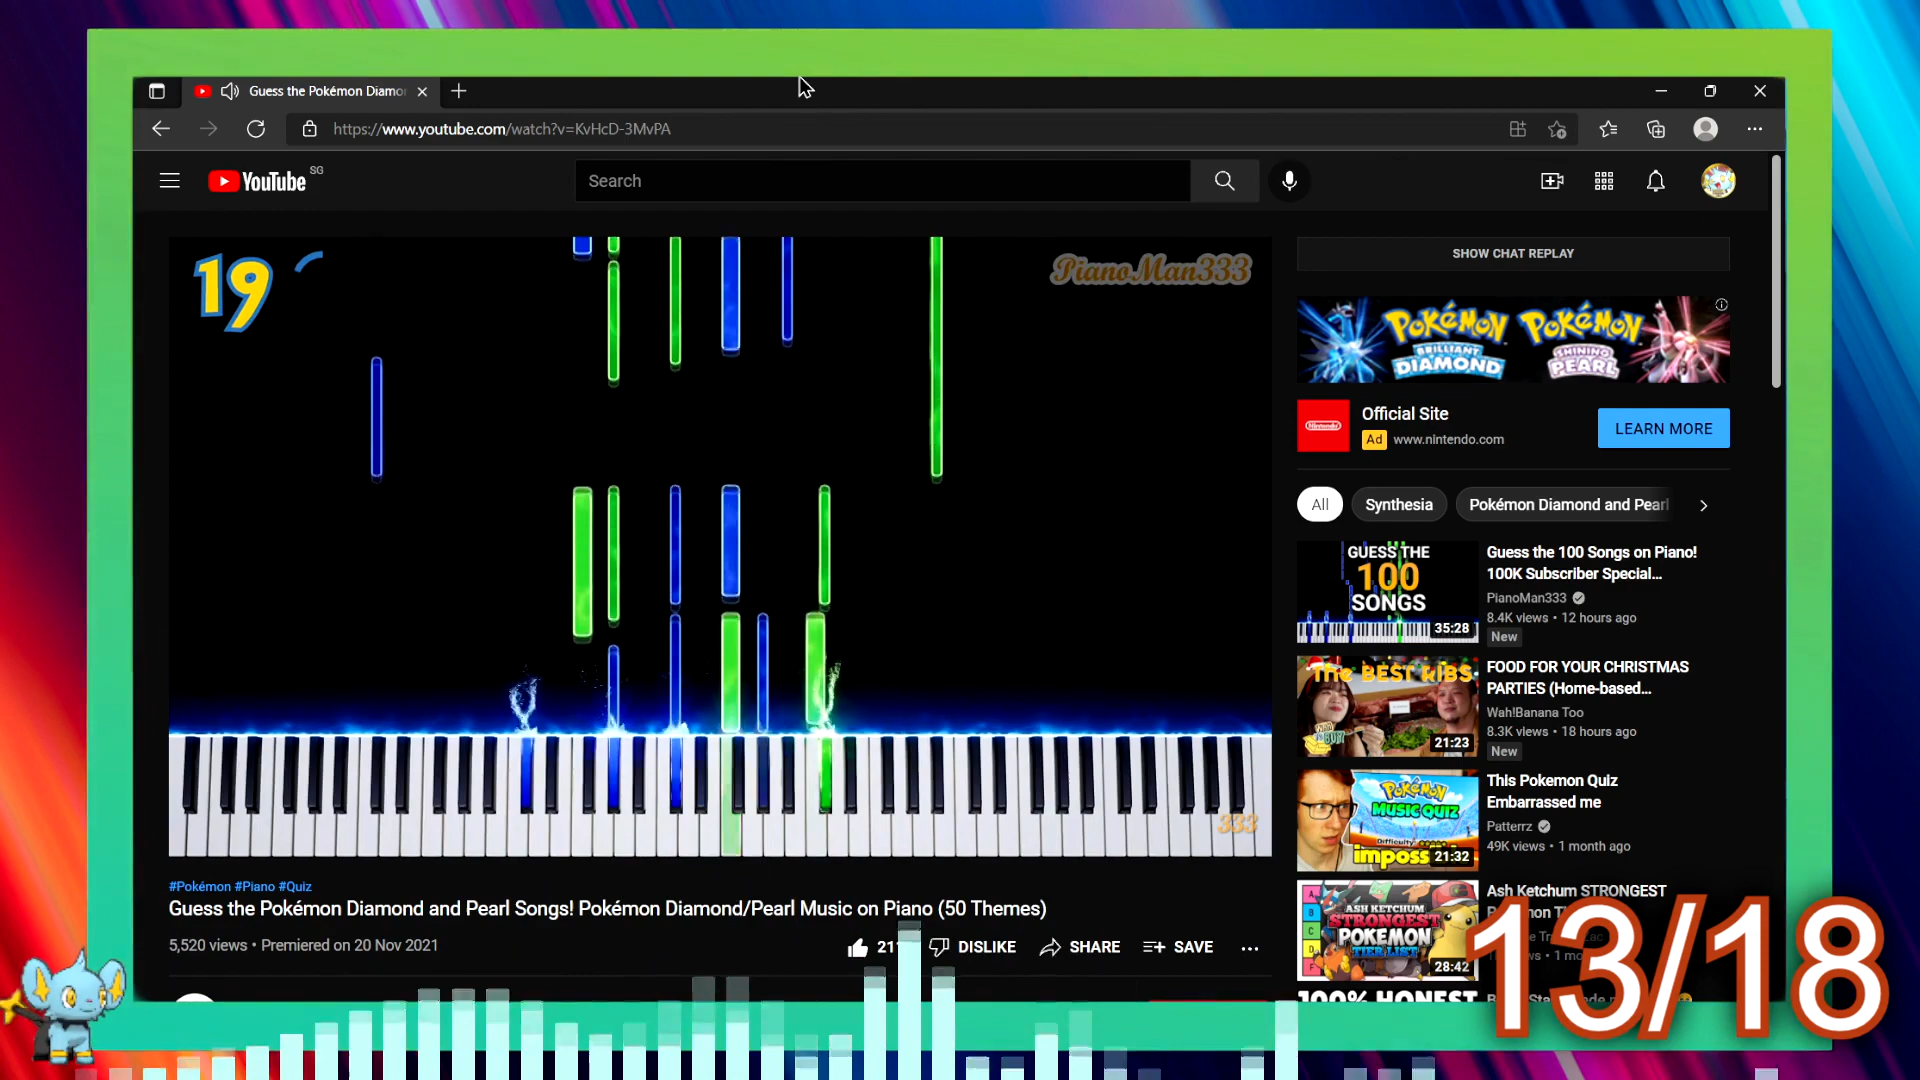 Guess the Pokémon Diamo
https://www.youtube.com/watch?v=KvHcD-3MvPA
YouTube SG
Search
19
PianoMan333
333
#Pokémon #Piano #Quiz
Guess the Pokémon Diamond and Pearl Songs! Pokémon Diamond/Pearl Music on Piano (50 Themes)
5,520 views • Premiered on 20 Nov 2021
DISLIKE
SHARE
SAVE
SHOW CHAT REPLAY
POKÉMON BRILLIANT DIAMOND
POKÉMON SHINING PEARL
Nintendo
Official Site
Ad www.nintendo.com
LEARN MORE
All
Synthesia
Pokémon Diamond and Pearl
GUESS THE
100
SONGS
35:28
Guess the 100 Songs on Piano!
100K Subscriber Special...
PianoMan333
8.4K views • 12 hours ago
New
The BEST RIBS
21:23
FOOD FOR YOUR CHRISTMAS
PARTIES (Home-based...
Wah!Banana Too
8.3K views • 18 hours ago
New
POKÉMON
MUSIC QUIZ
Difficulty:
imposs
21:32
This Pokemon Quiz
Embarrassed me
Patterrz
49K views • 1 month ago
ASH KETCHUM
STRONGEST
POKEMON
TIER LIST
28:42
Ash Ketchum STRONGEST
100% HONEST
13/18